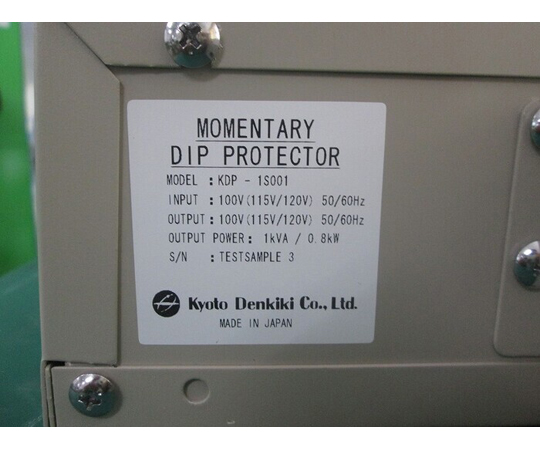 MOMENTARY
DIP PROTECTOR
MODEL : KDP - 1S001
INPUT : 100V(115V/120V) 50/60Hz
OUTPUT : 100V(115V/120V) 50/60Hz
OUTPUT POWER: 1kVA / 0.8kW
S/N : TESTSAMPLE 3
Kyoto Denkiki Co., Ltd.
MADE IN JAPAN